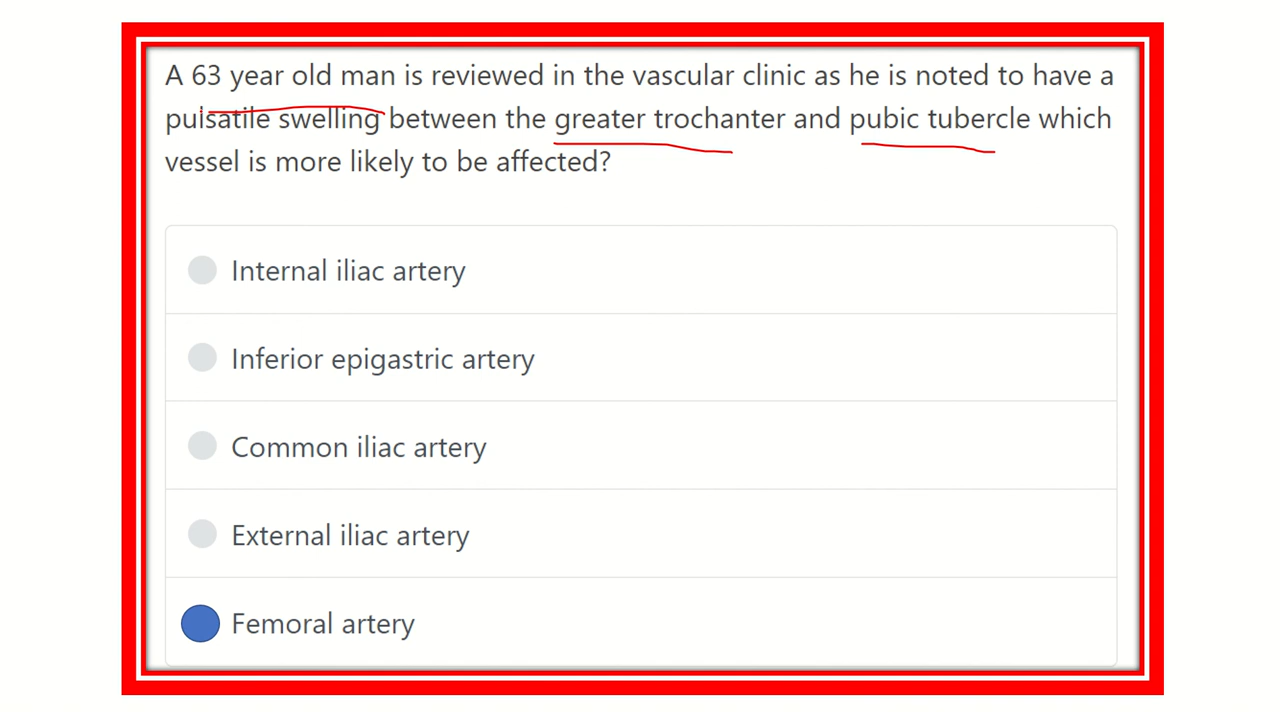 A 63 year old man is reviewed in the vascular clinic as he is noted to have a
pulsatile swelling between the greater trochanter and pubic tubercle which
vessel is more likely to be affected?
Internal iliac artery
Inferior epigastric artery
Common iliac artery
External iliac artery
Femoral artery